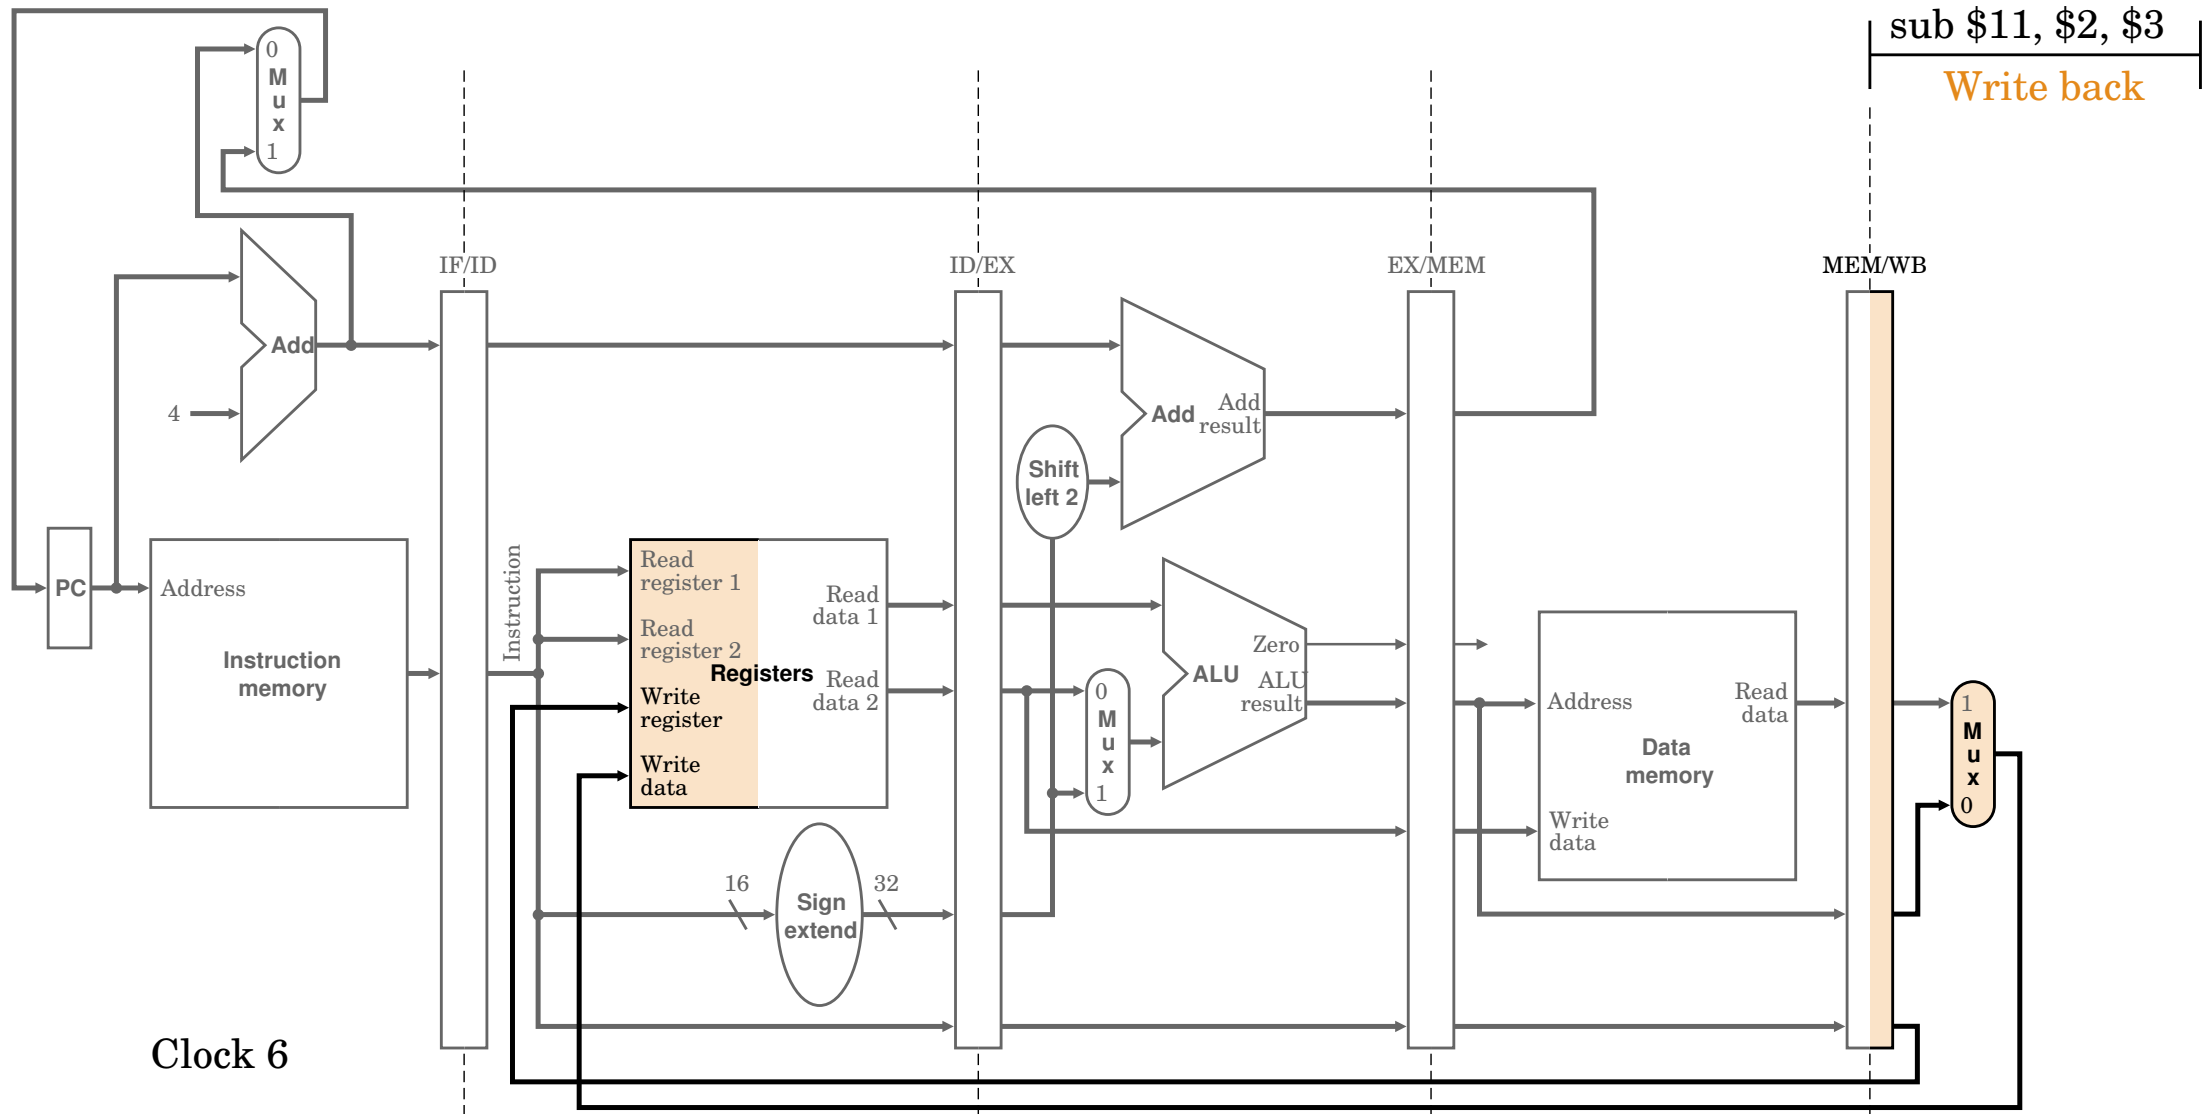 sub $11, $2, $3
Write back
0
M
u
x
1
IF/ID
ID/EX
EX/MEM
MEM/WB
Add
4
Add
Add
result
Shift
left 2
PC
Address
Instruction
memory
Instruction
Read
register 1
Read
register 2
Registers
Write
register
Write
data
Read
data 1
Read
data 2
0
M
u
x
1
Zero
ALU
ALU
result
Address
Read
data
Data
memory
Write
data
1
M
u
x
0
16
Sign
extend
32
Clock 6